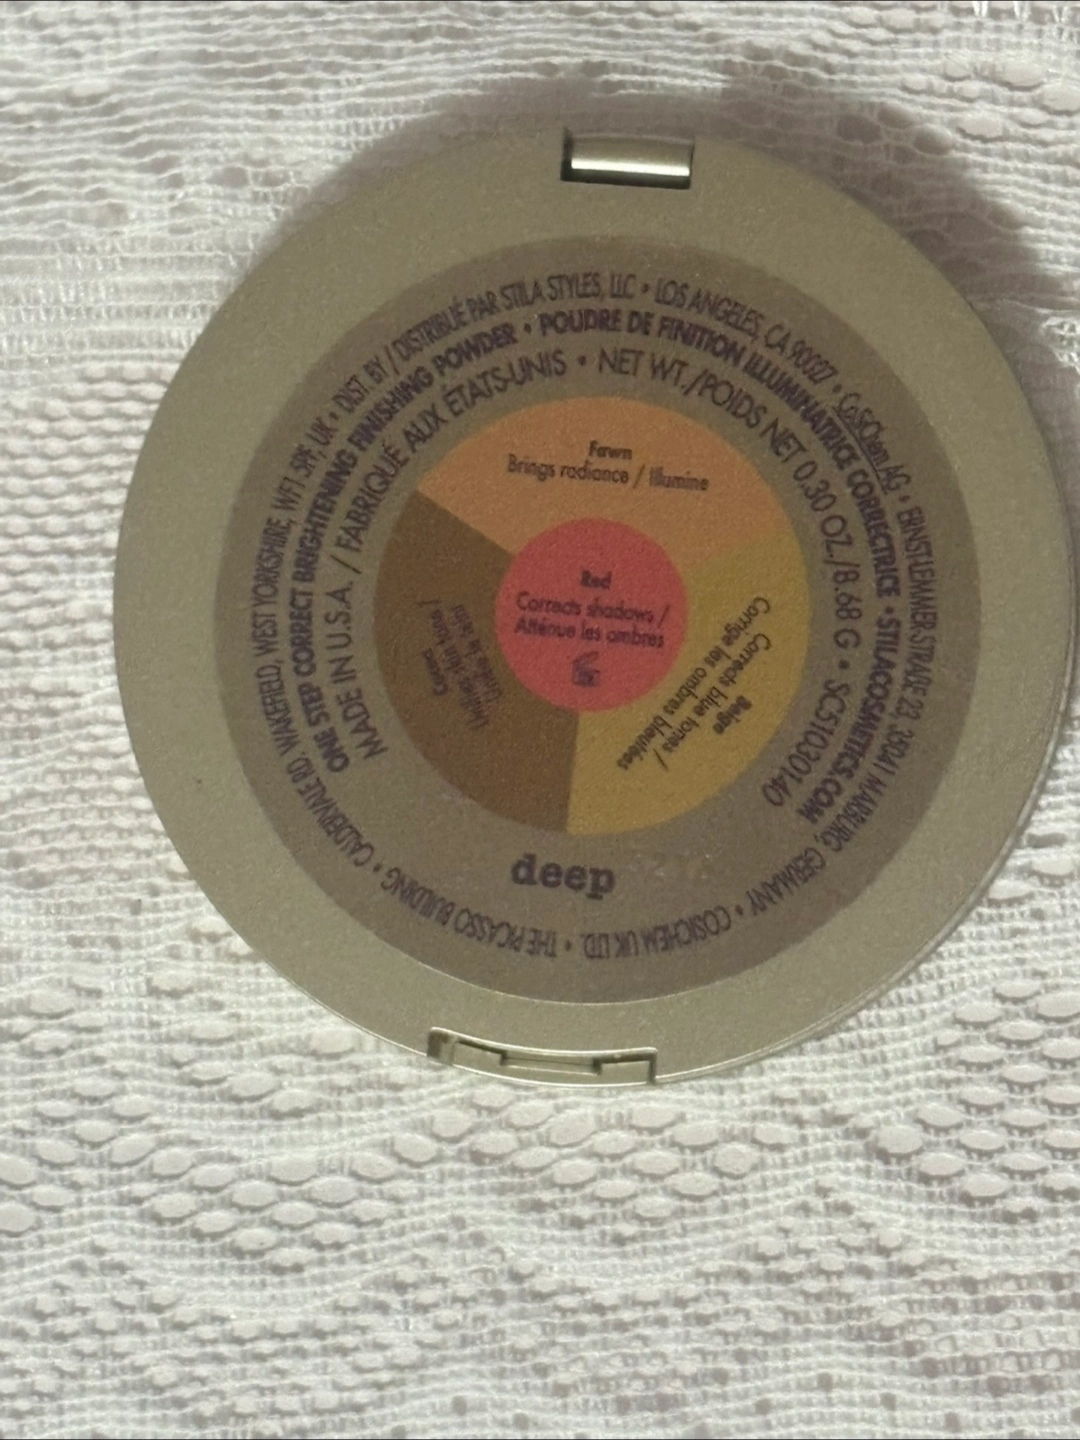 DIST. BY / DISTRIBUÉ PAR STILA STYLES, LLC • LOS ANGELES, CA 90027 • CoSiChem AG • ERNST-LEMMER-STRAßE 23, 35041 MARBURG, GERMANY • COSICHEM UK LTD. • THE PICASSO BUILDING • CALDERVALE RD, WAKEFIELD, WEST YORKSHIRE, WF1 5PF, UK •
ONE STEP CORRECT BRIGHTENING FINISHING POWDER • POUDRE DE FINITION ILLUMINATRICE CORRECTRICE • STILACOSMETICS.COM
MADE IN U.S.A. / FABRIQUÉ AUX ÉTATS-UNIS • NET WT./POIDS NET 0.30 OZ./8.68 G • SC51030140
Fawn
Brings radiance / Illumine
Red
Corrects shadows /
Atténue les ombres
Beige
Corrects blue tones /
Corrige les ombres bleutées
skin tone /
le teint
deep